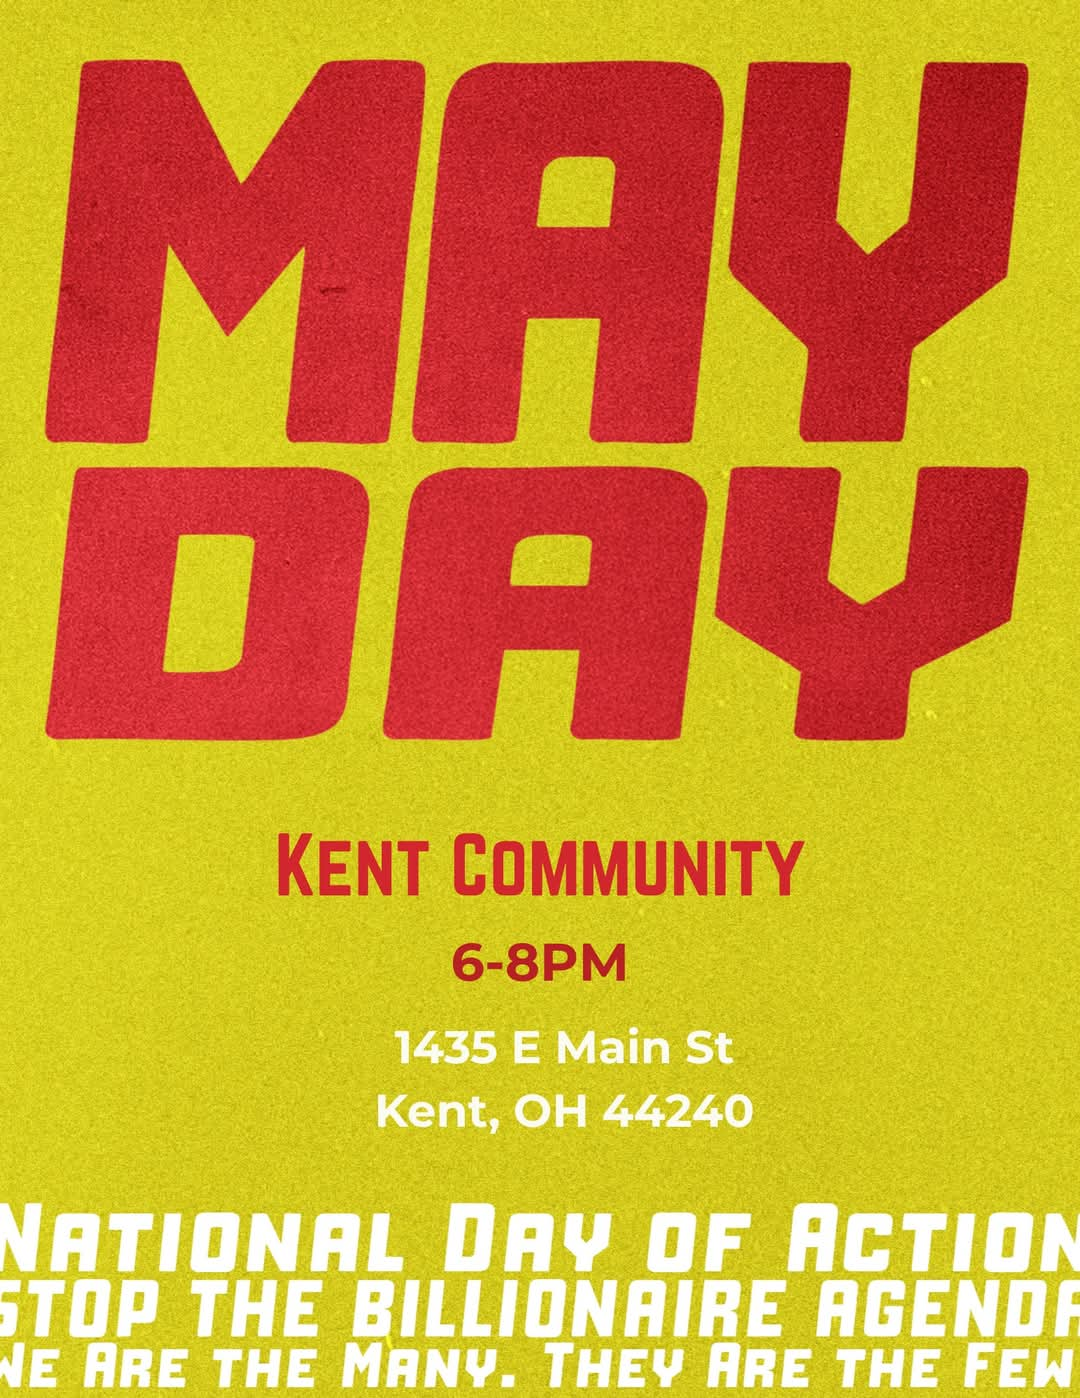 MAY
DAY
KENT COMMUNITY
6-8PM
1435 E Main St
Kent, OH 44240
NATIONAL DAY OF ACTION
STOP THE BILLIONAIRE AGENDA
WE ARE THE MANY. THEY ARE THE FEW